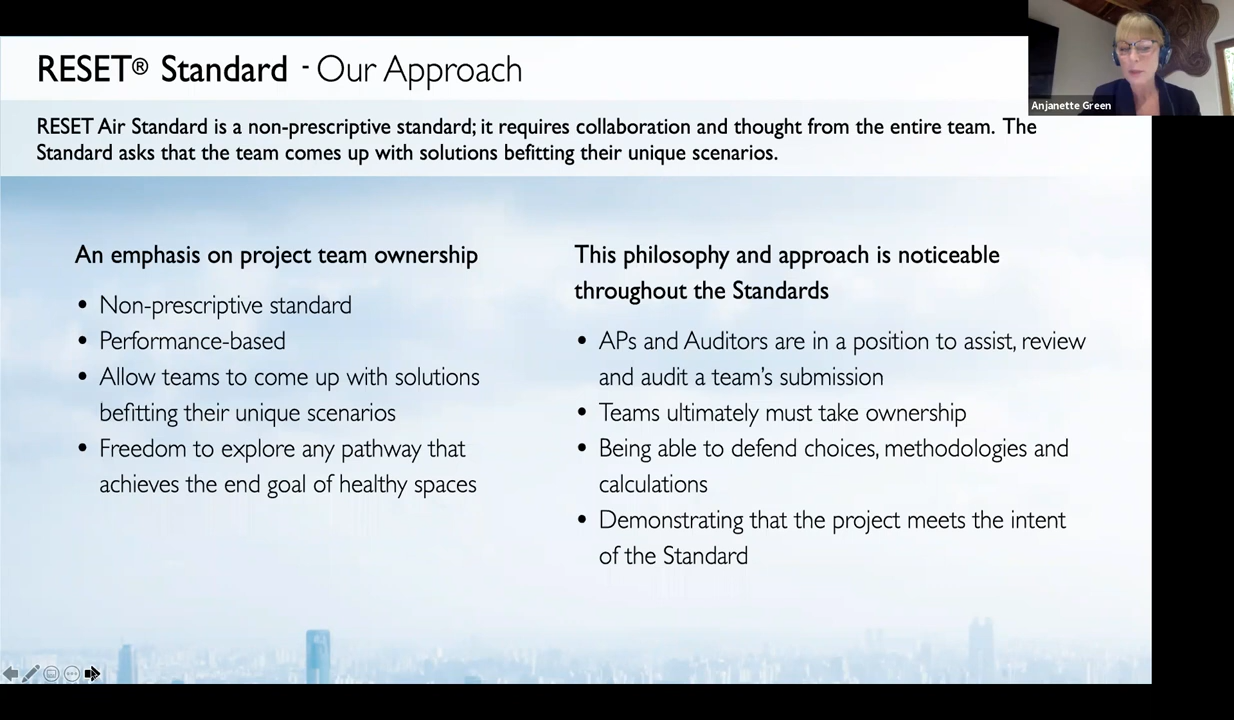 RESET® Standard - Our Approach
Anjanette Green
RESET Air Standard is a non-prescriptive standard; it requires collaboration and thought from the entire team. The
Standard asks that the team comes up with solutions befitting their unique scenarios.
An emphasis on project team ownership
• Non-prescriptive standard
• Performance-based
• Allow teams to come up with solutions
befitting their unique scenarios
• Freedom to explore any pathway that
achieves the end goal of healthy spaces
This philosophy and approach is noticeable
throughout the Standards
• APs and Auditors are in a position to assist, review
and audit a team’s submission
• Teams ultimately must take ownership
• Being able to defend choices, methodologies and
calculations
• Demonstrating that the project meets the intent
of the Standard